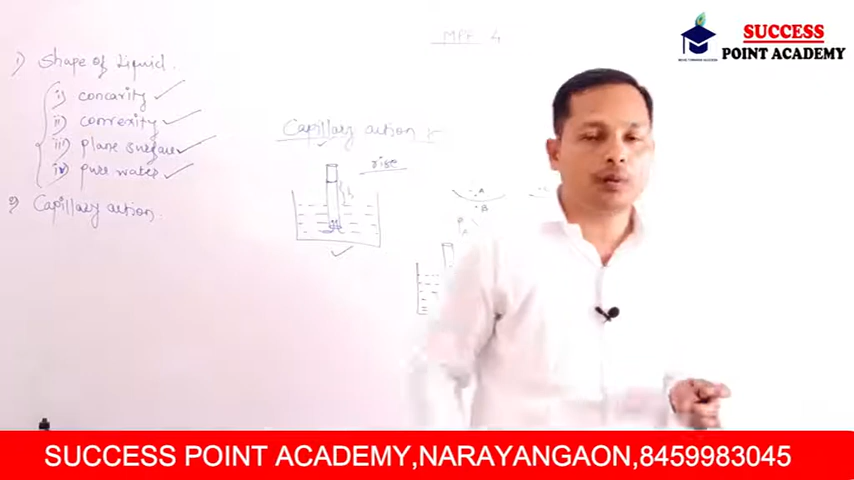 MPF 4
SUCCESS
POINT ACADEMY
1) Shape of Liquid.
i) concavity
ii) convexity
iii) plane surface
iv) pure water
2) Capillary action.
Capillary action :-
rise
h
A
B
SUCCESS POINT ACADEMY,NARAYANGAON,8459983045